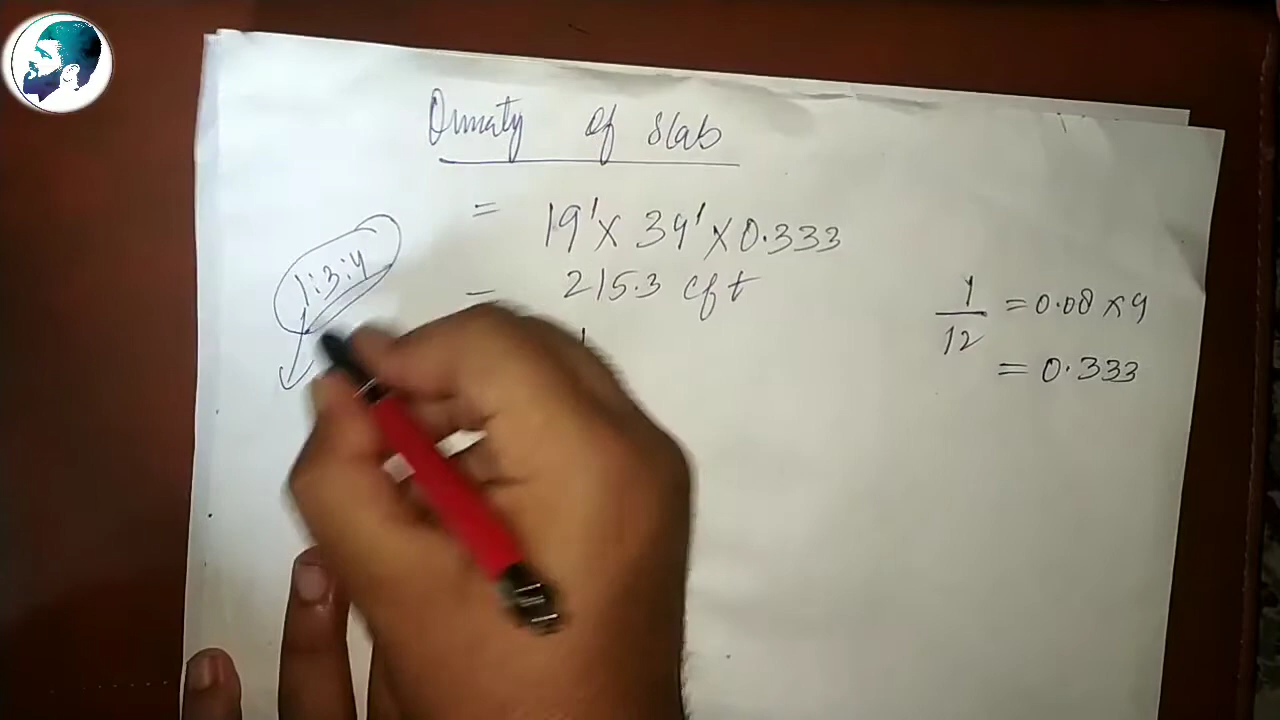 Qunaty of slab
= 19' x 34' x 0.333
1:3:4
= 215.3 cft
1/12 = 0.08 x 4
= 0.333